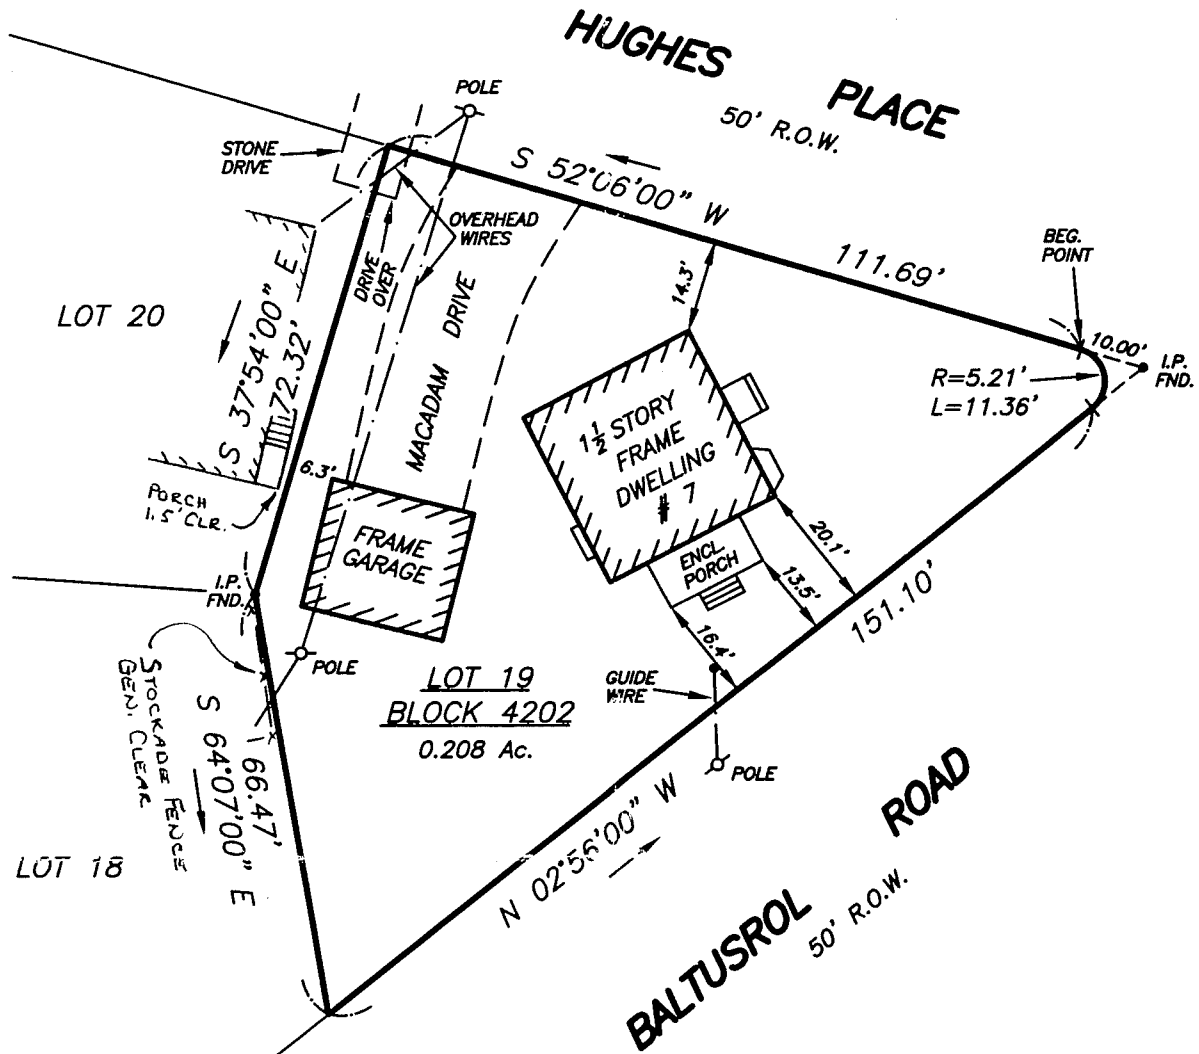 HUGHES PLACE
50' R.O.W.
POLE
STONE
DRIVE
S 52°06'00" W
111.69'
OVERHEAD
WIRES
BEG.
POINT
10.00'
I.P.
FND.
R=5.21'
L=11.36'
DRIVE
OVER
MACADAM DRIVE
14.3'
LOT 20
S 37°54'00" E
72.32'
1½ STORY
FRAME
DWELLING
# 7
6.3'
PORCH
1.5' CLR.
FRAME
GARAGE
ENCL.
PORCH
20.1'
13.5'
16.4'
151.10'
I.P.
FND.
POLE
STOCKADE FENCE
GEN. CLEAR
LOT 19
BLOCK 4202
0.208 Ac.
GUIDE
WIRE
POLE
66.47'
S 64°07'00" E
N 02°56'00" W
LOT 18
BALTUSROL ROAD
50' R.O.W.